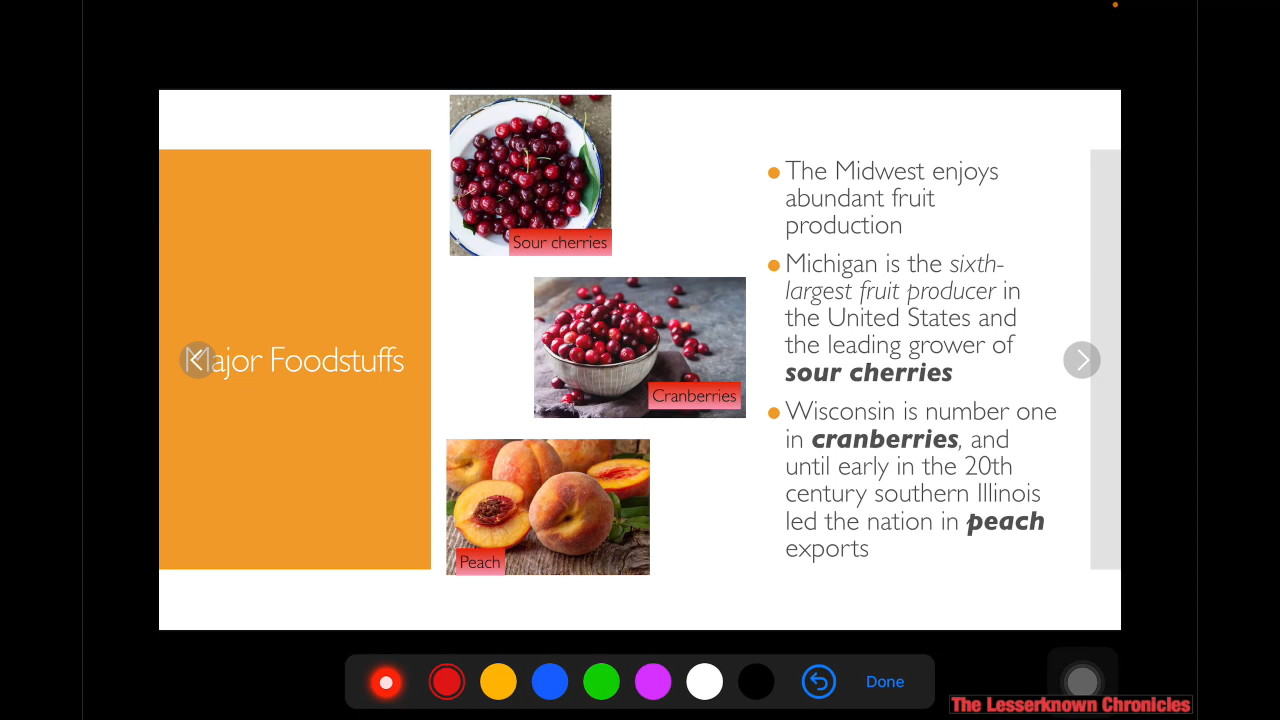 Major Foodstuffs
Sour cherries
Cranberries
Peach
The Midwest enjoys
abundant fruit
production
Michigan is the sixth-
largest fruit producer in
the United States and
the leading grower of
sour cherries
Wisconsin is number one
in cranberries, and
until early in the 20th
century southern Illinois
led the nation in peach
exports
Done
The Lesserknown Chronicles